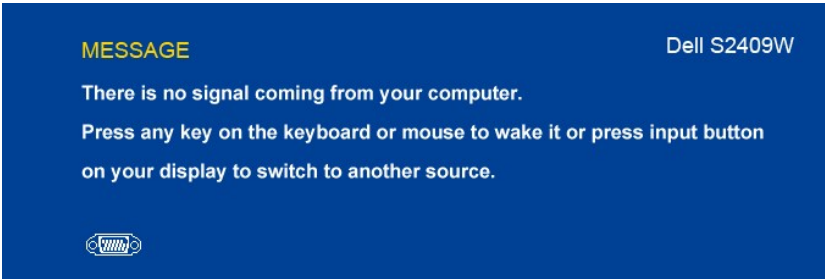 MESSAGE
Dell S2409W
There is no signal coming from your computer.
Press any key on the keyboard or mouse to wake it or press input button
on your display to switch to another source.